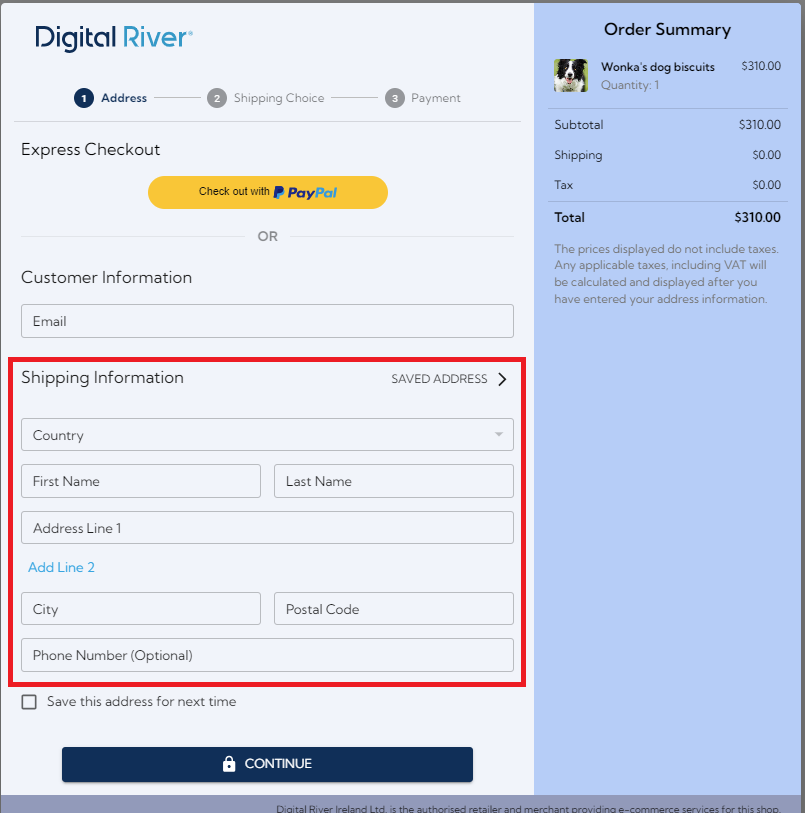 Digital River®
1 Address 2 Shipping Choice 3 Payment
Express Checkout
Check out with PayPal
OR
Customer Information
Email
Shipping Information SAVED ADDRESS
Country
First Name Last Name
Address Line 1
Add Line 2
City Postal Code
Phone Number (Optional)
Save this address for next time
CONTINUE
Order Summary
Wonka's dog biscuits $310.00
Quantity: 1
Subtotal $310.00
Shipping $0.00
Tax $0.00
Total $310.00
The prices displayed do not include taxes.
Any applicable taxes, including VAT will
be calculated and displayed after you
have entered your address information.
Digital River Ireland Ltd. is the authorised retailer and merchant providing e-commerce services for this shop.